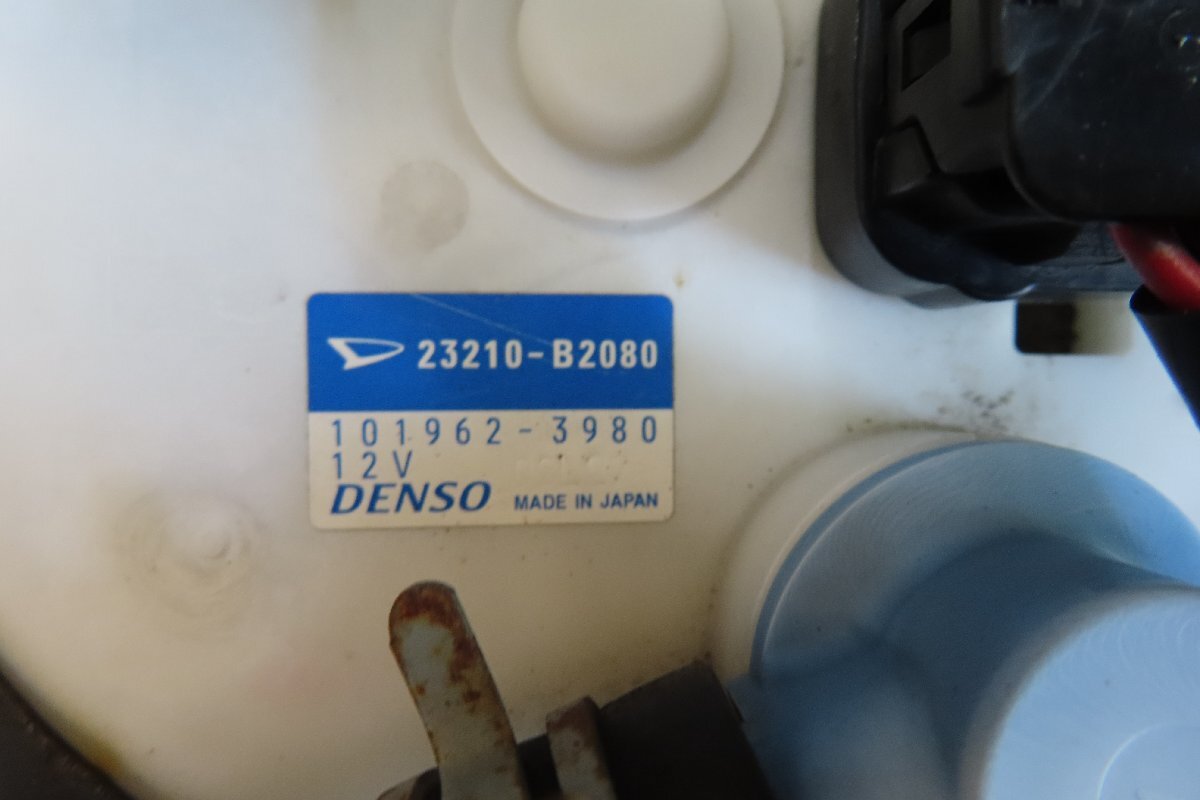 23210-B2080
101962-3980
12V
DENSO MADE IN JAPAN